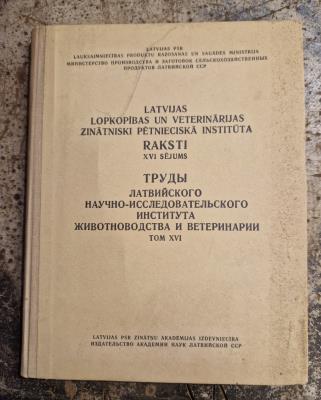 LATVIJAS PSR
LAUKSAIMNIECĪBAS PRODUKTU RAŽOŠANAS UN SAGĀDES MINISTRIJA
МИНИСТЕРСТВО ПРОИЗВОДСТВА И ЗАГОТОВОК СЕЛЬСКОХОЗЯЙСТВЕННЫХ
ПРОДУКТОВ ЛАТВИЙСКОЙ ССР
LATVIJAS
LOPKOPĪBAS UN VETERINĀRIJAS
ZINĀTNISKI PĒTNIECISKĀ INSTITŪTA
RAKSTI
XVI SĒJUMS
ТРУДЫ
ЛАТВИЙСКОГО
НАУЧНО-ИССЛЕДОВАТЕЛЬСКОГО
ИНСТИТУТА
ЖИВОТНОВОДСТВА И ВЕТЕРИНАРИИ
ТОМ XVI
LATVIJAS PSR ZINĀTŅU AKADĒMIJAS IZDEVNIECĪBA
ИЗДАТЕЛЬСТВО АКАДЕМИИ НАУК ЛАТВИЙСКОЙ ССР